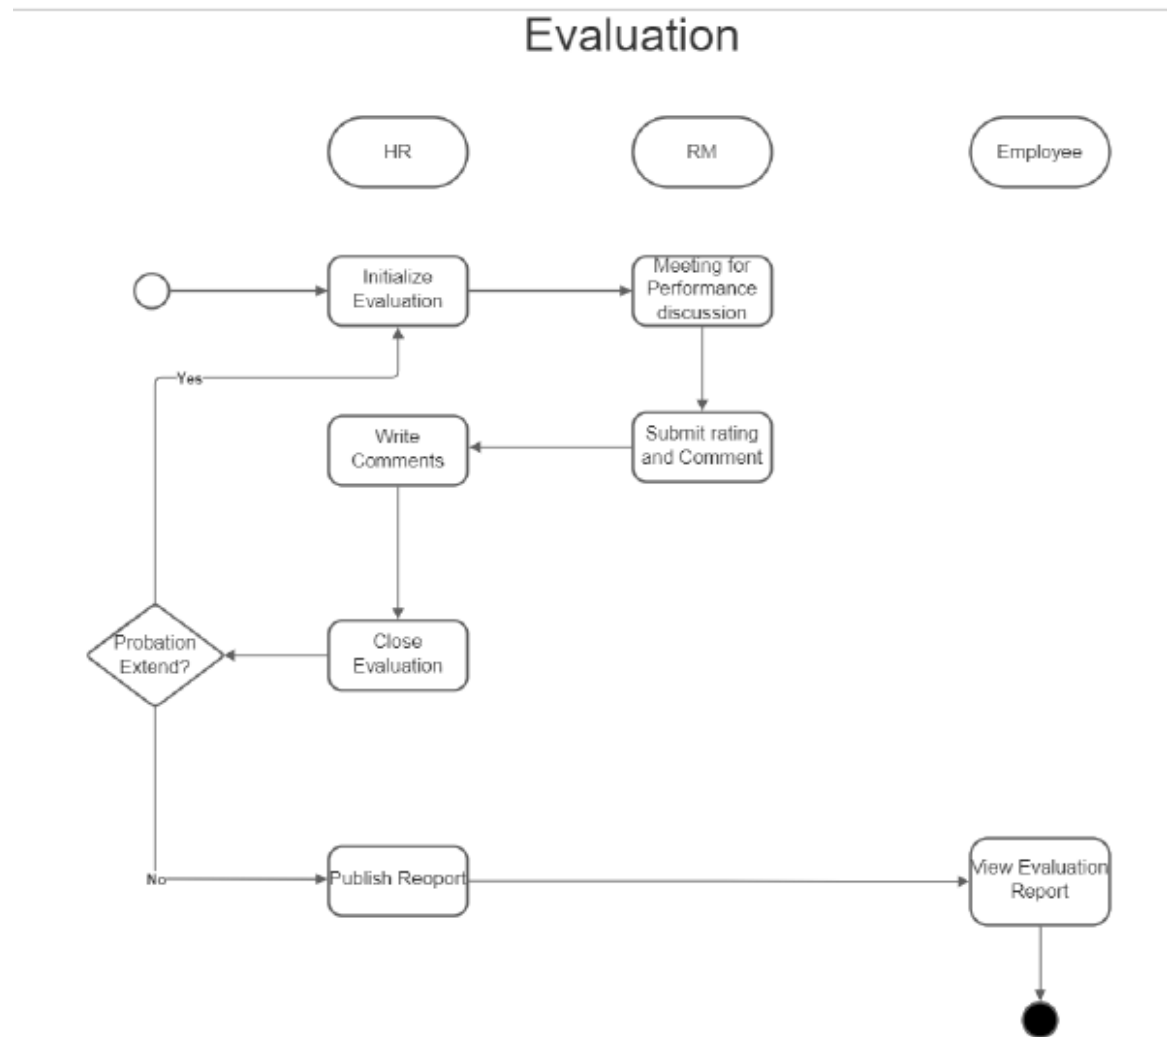 Evaluation
HR
RM
Employee
Initialize
Evaluation
Meeting for
Performance
discussion
Yes
Write
Comments
Submit rating
and Comment
Probation
Extend?
Close
Evaluation
No
Publish Reoport
View Evaluation
Report